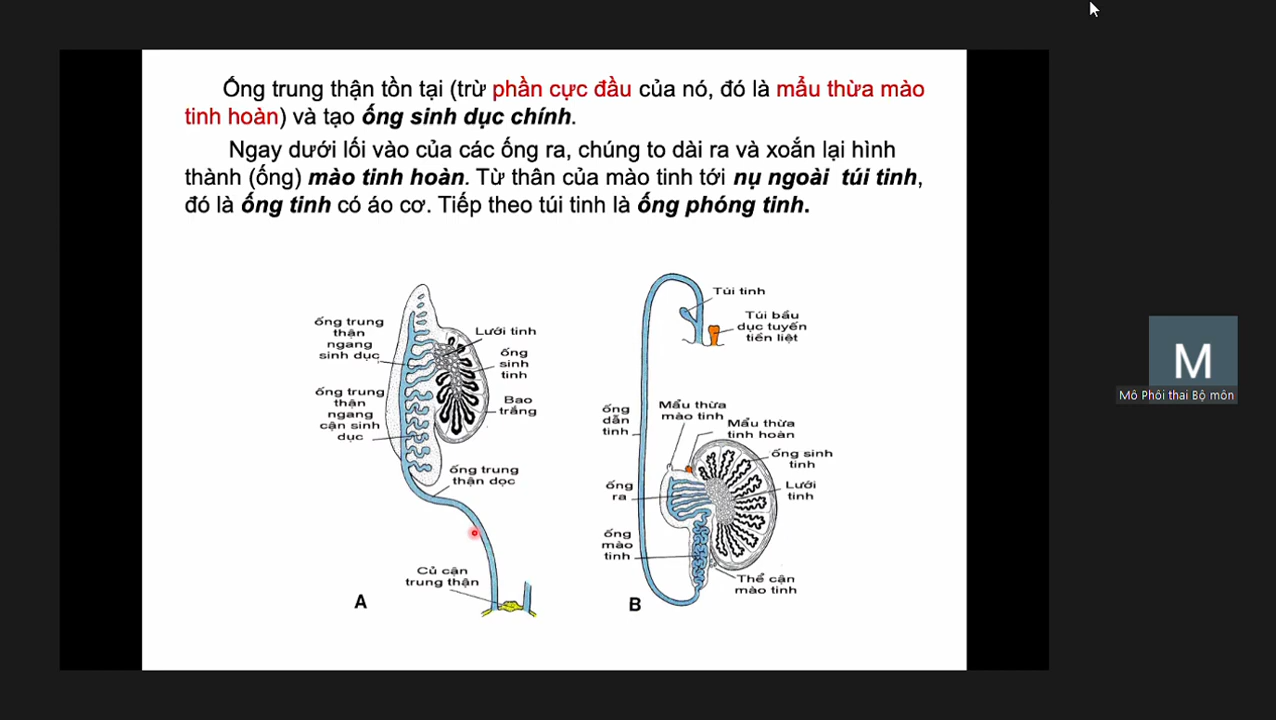 Ống trung thận tồn tại (trừ phần cực đầu của nó, đó là mẩu thừa mào
tinh hoàn) và tạo ống sinh dục chính.
Ngay dưới lối vào của các ống ra, chúng to dài ra và xoắn lại hình
thành (ống) mào tinh hoàn. Từ thân của mào tinh tới nụ ngoài túi tinh,
đó là ống tinh có áo cơ. Tiếp theo túi tinh là ống phóng tinh.
ống trung
thận
ngang
sinh dục
Lưới tinh
ống
sinh
tinh
Bao
trắng
ống trung
thận
ngang
cận sinh
dục
ống trung
thận dọc
Củ cận
trung thận
A
Túi tinh
Túi bầu
dục tuyến
tiền liệt
ống
dẫn
tinh
Mẩu thừa
mào tinh
Mẩu thừa
tinh hoàn
ống sinh
tinh
Lưới
tinh
ống
ra
ống
mào
tinh
Thể cận
mào tinh
B
M
Mô Phôi thai Bộ môn